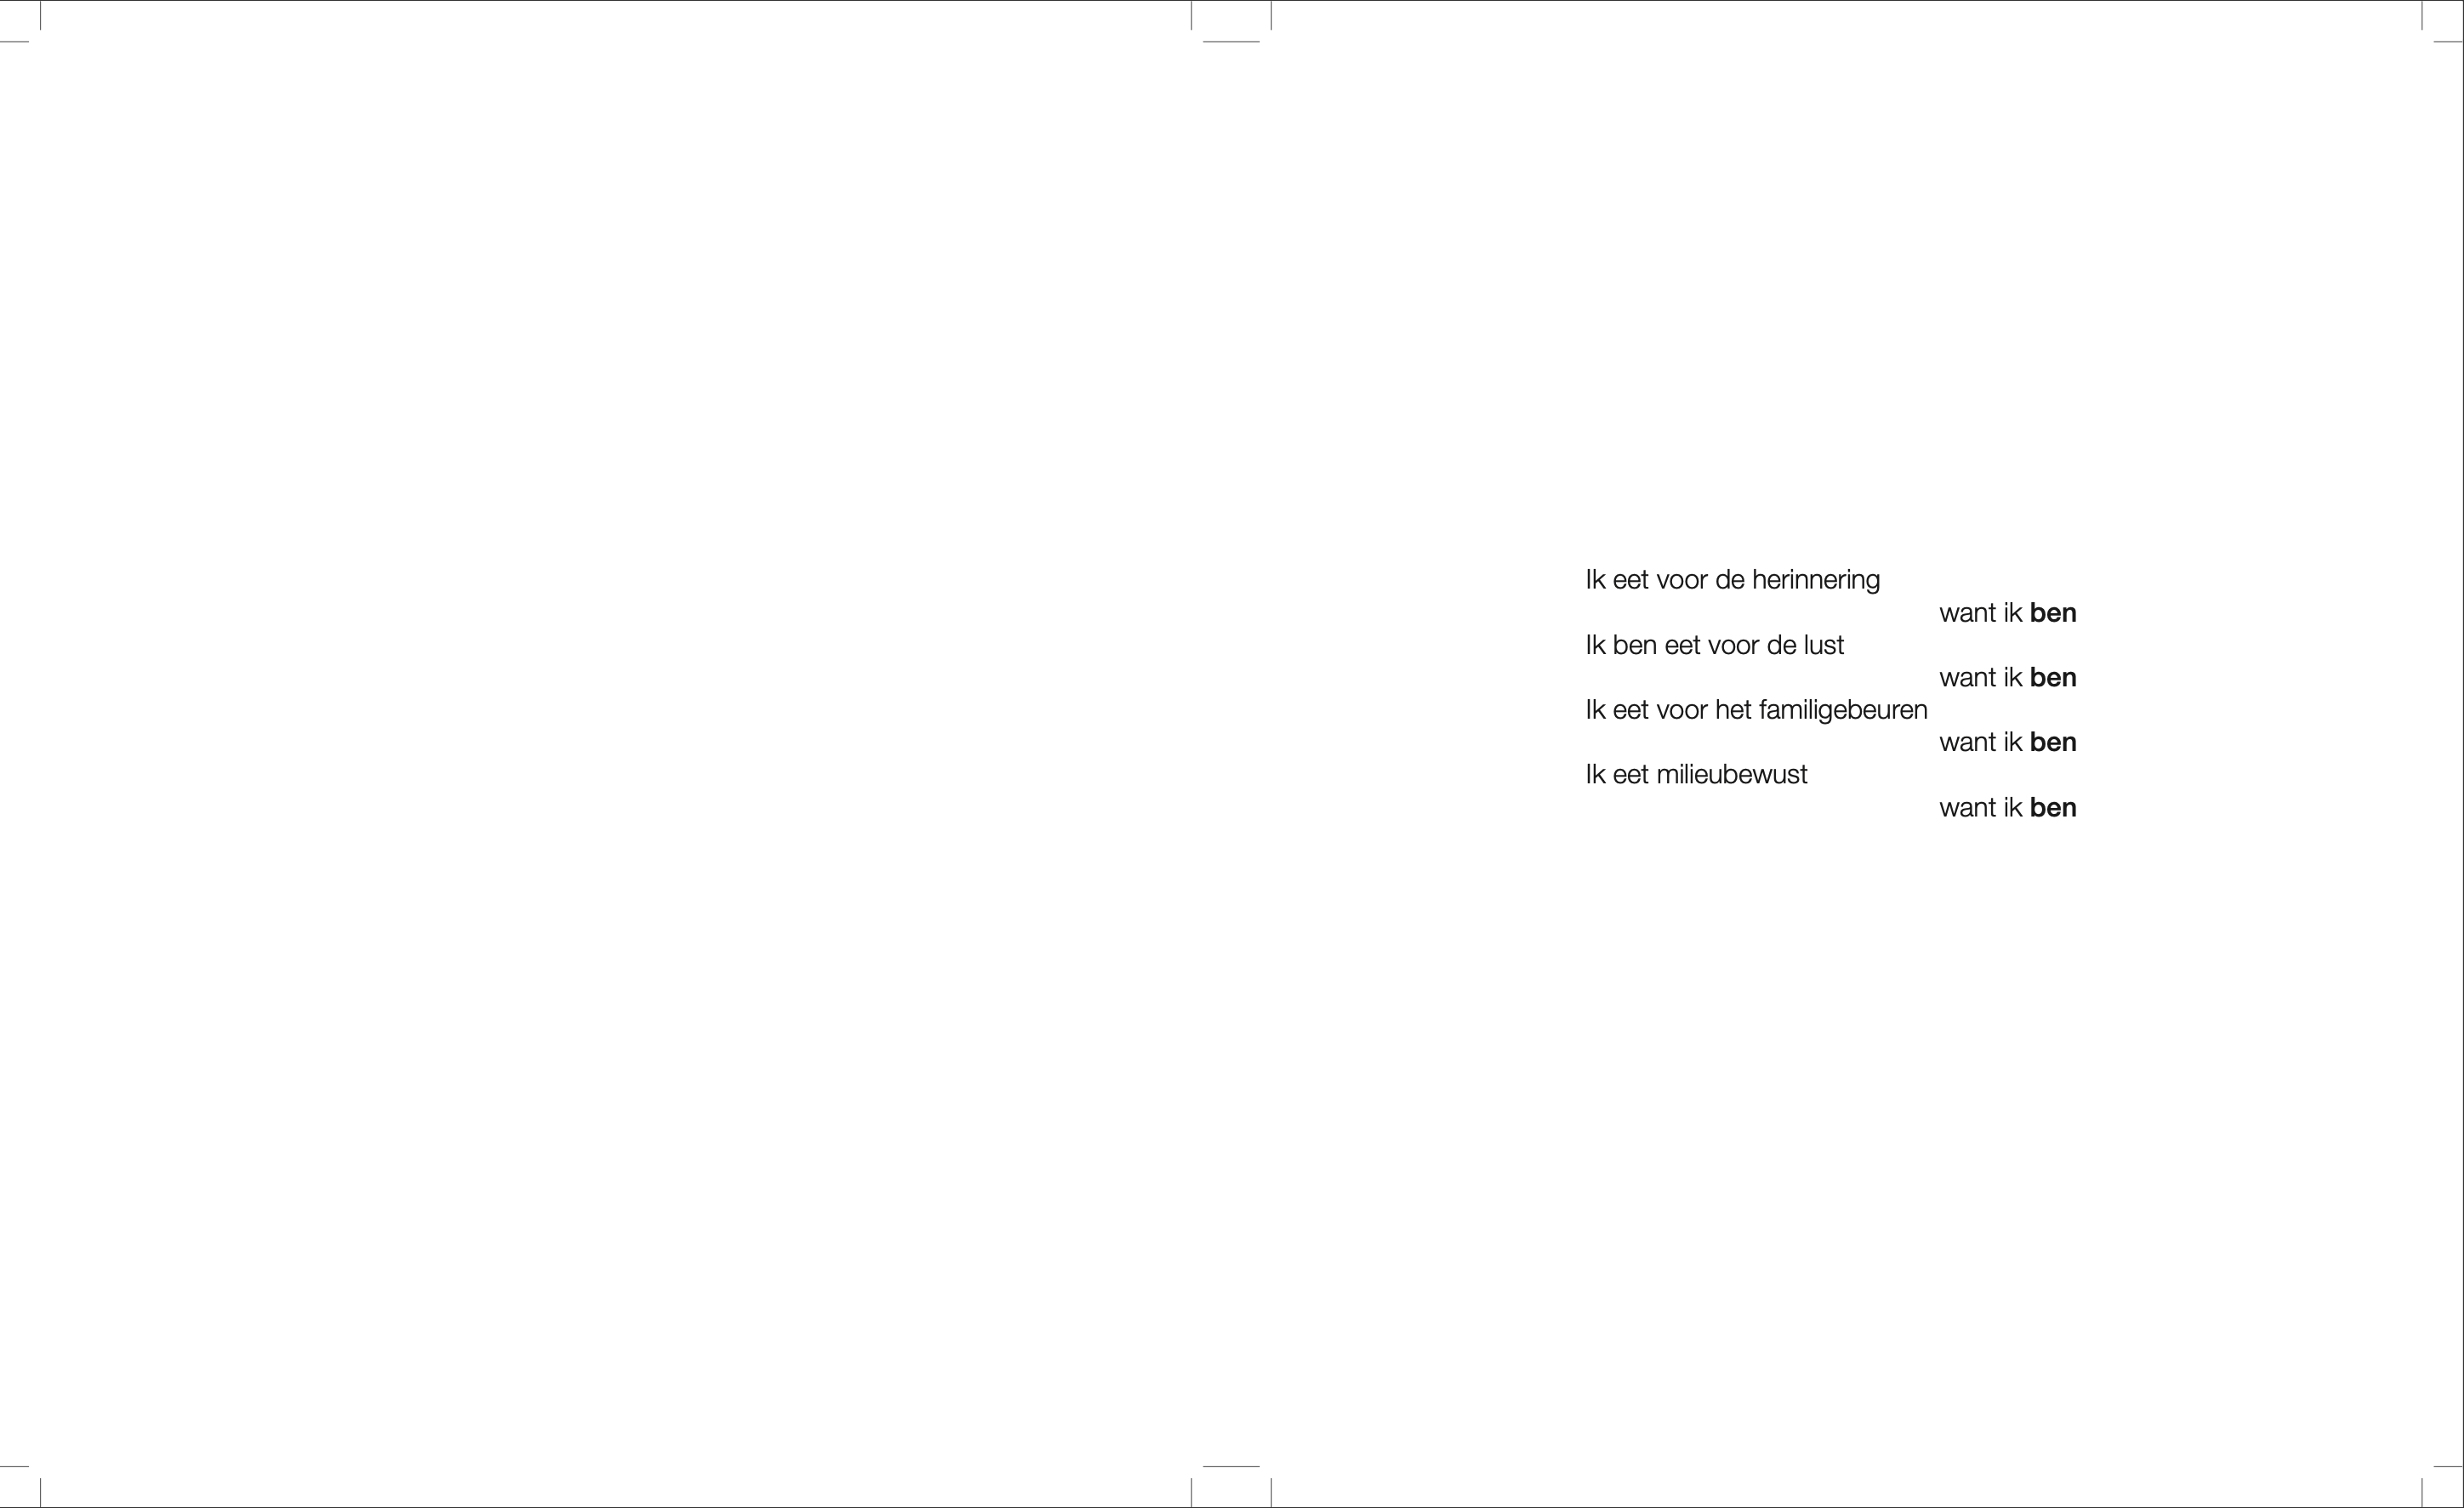 Ik eet voor de herinnering
want ik ben
Ik ben eet voor de lust
want ik ben
Ik eet voor het familigebeuren
want ik ben
Ik eet milieubewust
want ik ben